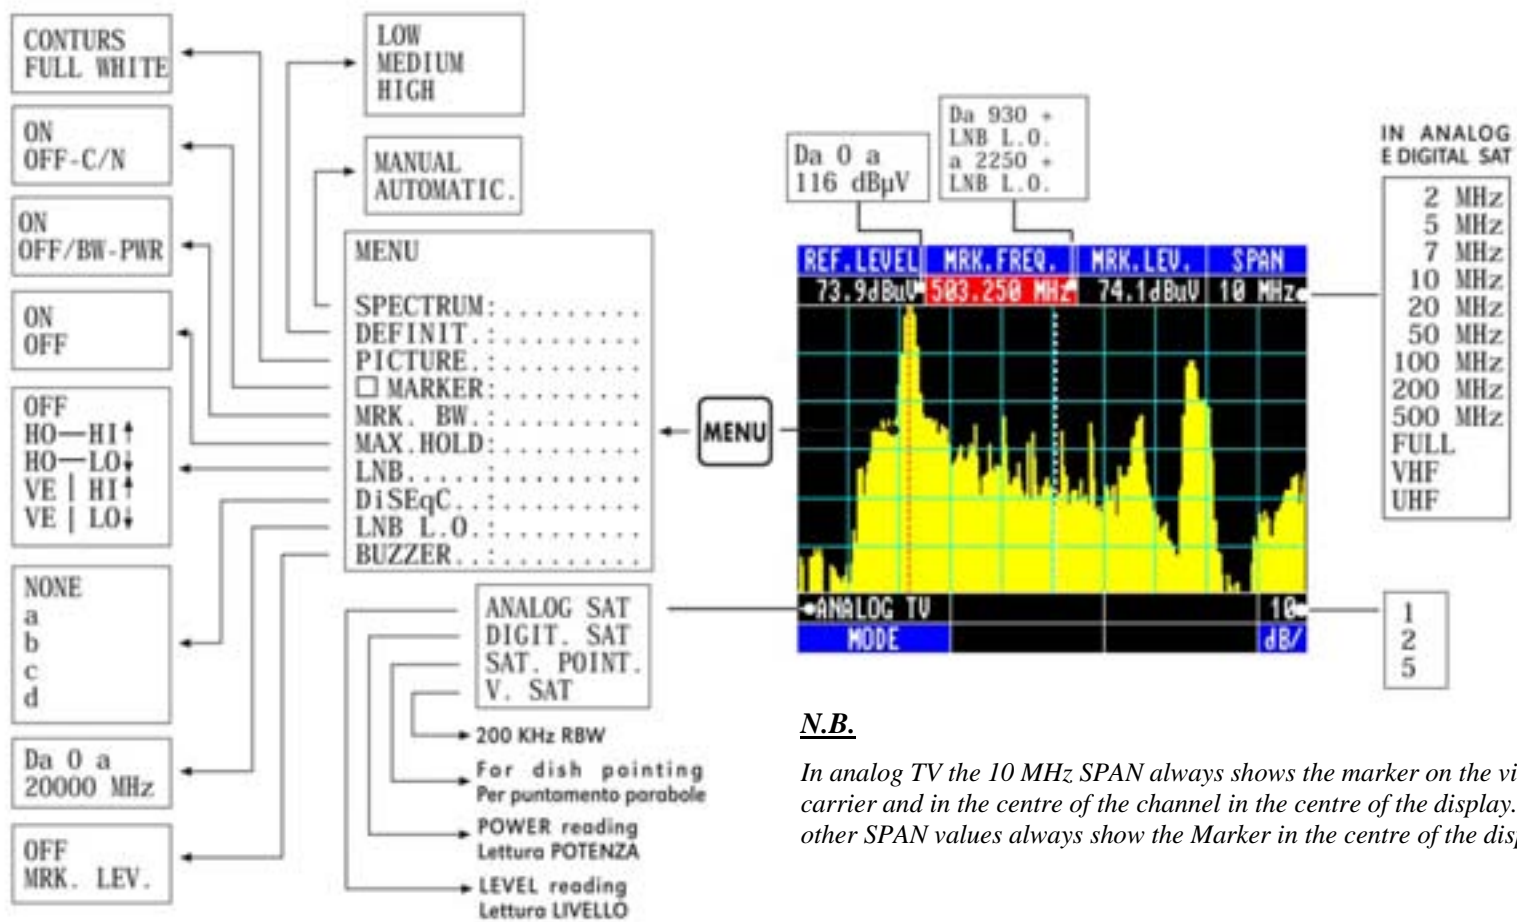 CONTURS
FULL WHITE
ON
OFF-C/N
ON
OFF/BW-PWR
ON
OFF
OFF
HO—HI↑
HO—LO↓
VE | HI↑
VE | LO↓
NONE
a
b
c
d
Da 0 a
20000 MHz
OFF
MRK. LEV.
LOW
MEDIUM
HIGH
MANUAL
AUTOMATIC.
MENU
SPECTRUM:.........
DEFINIT.:.........
PICTURE.:.........
□ MARKER:.........
MRK. BW.:.........
MAX.HOLD:.........
LNB.....:.........
DiSEqC..:.........
LNB L.O.:.........
BUZZER..:.........
ANALOG SAT
DIGIT. SAT
SAT. POINT.
V. SAT
200 KHz RBW
For dish pointing
Per puntamento parabole
POWER reading
Lettura POTENZA
LEVEL reading
Lettura LIVELLO
MENU
Da 0 a
116 dBµV
Da 930 +
LNB L.O.
a 2250 +
LNB L.O.
REF.LEVEL MRK.FREQ. MRK.LEV. SPAN
73.9dBuV 503.250 MHz 74.1dBuV 10 MHz
ANALOG TV 10
MODE dB/
IN ANALOG
E DIGITAL SAT
2 MHz
5 MHz
7 MHz
10 MHz
20 MHz
50 MHz
100 MHz
200 MHz
500 MHz
FULL
VHF
UHF
1
2
5
N.B.
In analog TV the 10 MHz SPAN always shows the marker on the vi
carrier and in the centre of the channel in the centre of the display.
other SPAN values always show the Marker in the centre of the disp